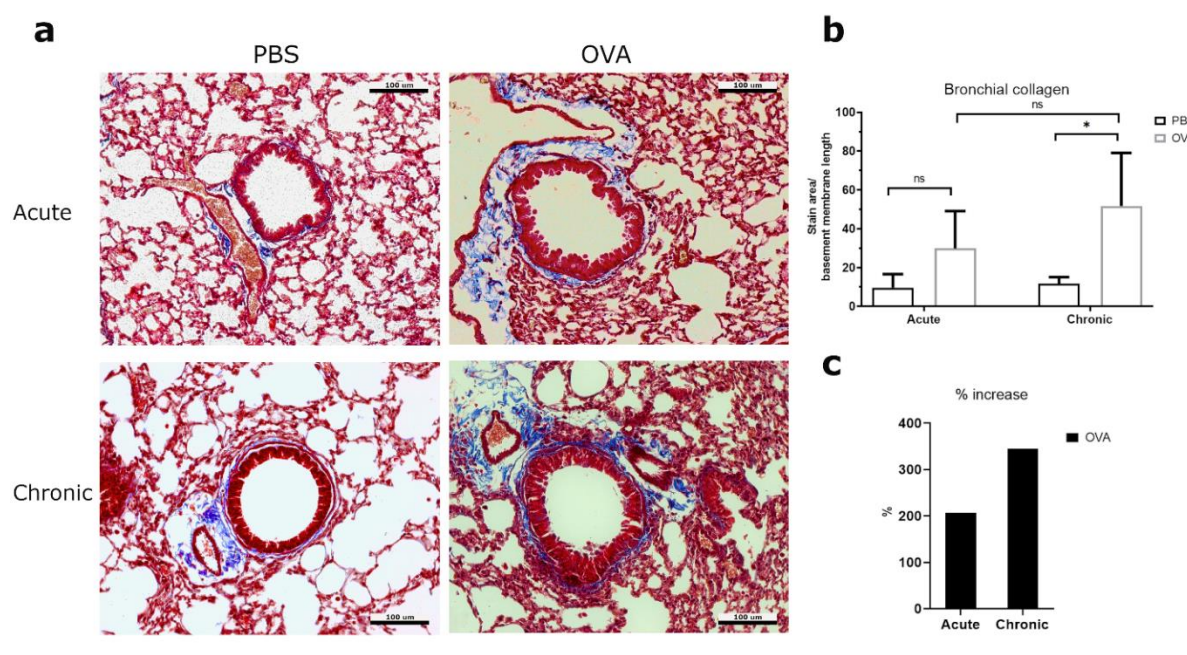 a
PBS
OVA
100 um
100 um
Acute
Chronic
100 um
100 um
b
Bronchial collagen
ns
*
ns
PB
OV
Stain area/
basement membrane length
100
80
60
40
20
0
Acute
Chronic
c
% increase
OVA
%
400
300
200
100
0
Acute
Chronic